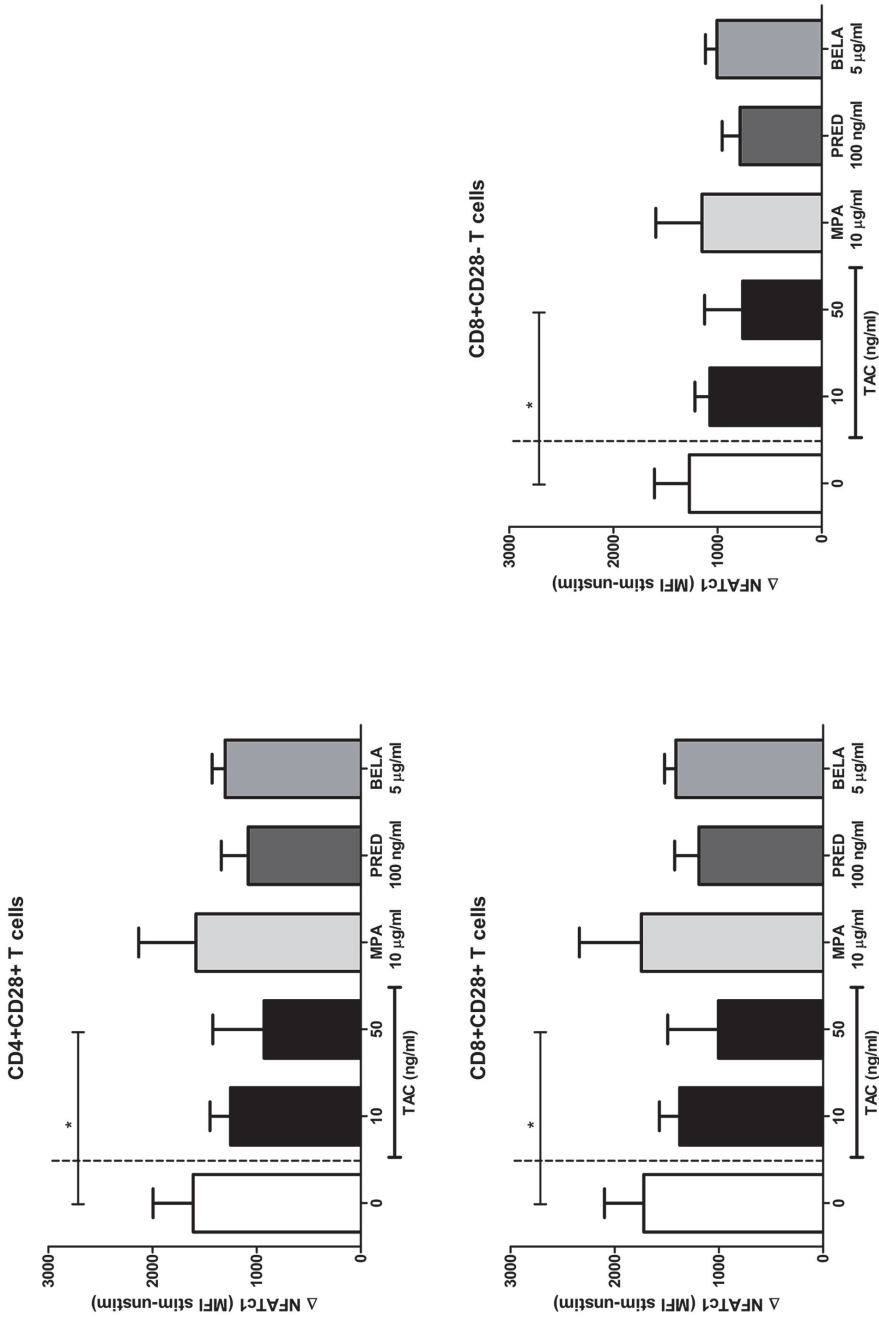 CD4+CD28+ T cells
Δ NFATc1 (MFI stim-unstim)
3000
2000
1000
0
*
0
10
50
MPA
10 µg/ml
PRED
100 ng/ml
BELA
5 µg/ml
TAC (ng/ml)
CD8+CD28+ T cells
Δ NFATc1 (MFI stim-unstim)
3000
2000
1000
0
*
0
10
50
MPA
10 µg/ml
PRED
100 ng/ml
BELA
5 µg/ml
TAC (ng/ml)
CD8+CD28- T cells
Δ NFATc1 (MFI stim-unstim)
3000
2000
1000
0
*
0
10
50
MPA
10 µg/ml
PRED
100 ng/ml
BELA
5 µg/ml
TAC (ng/ml)